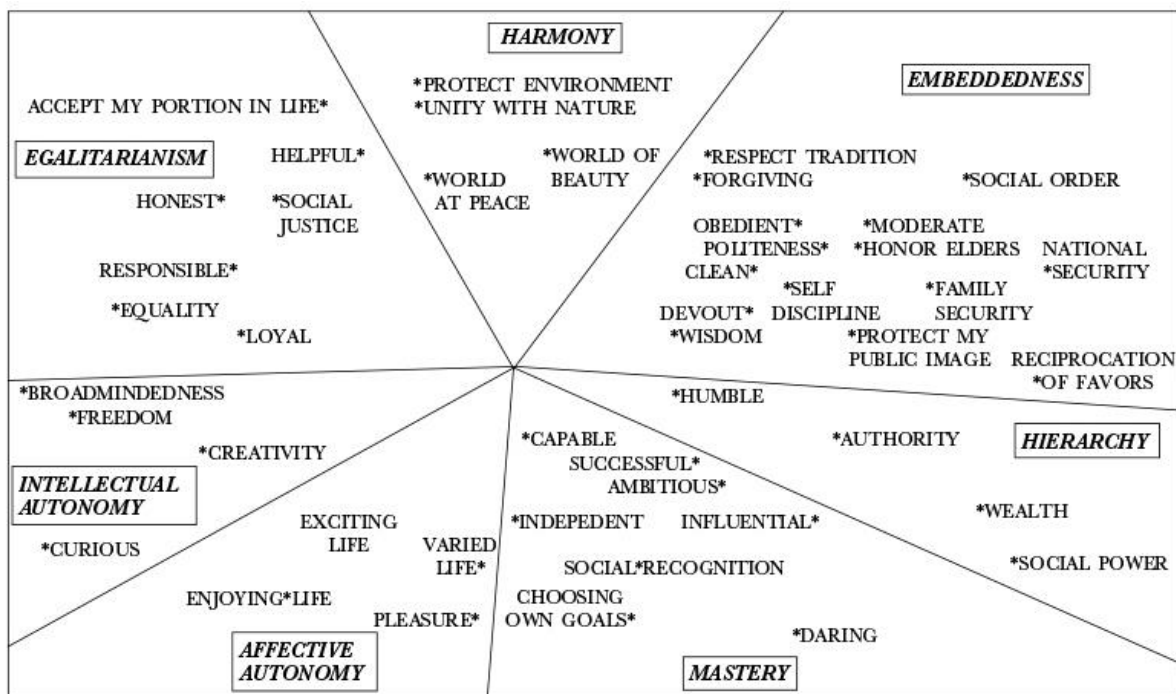 HARMONY
*PROTECT ENVIRONMENT
*UNITY WITH NATURE
*WORLD OF
BEAUTY
*WORLD
AT PEACE
EMBEDDEDNESS
*RESPECT TRADITION
*FORGIVING
*SOCIAL ORDER
OBEDIENT*
*MODERATE
POLITENESS*
*HONOR ELDERS
NATIONAL
*SECURITY
CLEAN*
*SELF
DISCIPLINE
*FAMILY
SECURITY
DEVOUT*
*WISDOM
*PROTECT MY
PUBLIC IMAGE
RECIPROCATION
*OF FAVORS
ACCEPT MY PORTION IN LIFE*
EGALITARIANISM
HELPFUL*
HONEST*
*SOCIAL
JUSTICE
RESPONSIBLE*
*EQUALITY
*LOYAL
*BROADMINDEDNESS
*FREEDOM
*CREATIVITY
INTELLECTUAL
AUTONOMY
*CURIOUS
EXCITING
LIFE
VARIED
LIFE*
ENJOYING*LIFE
PLEASURE*
AFFECTIVE
AUTONOMY
*CAPABLE
SUCCESSFUL*
AMBITIOUS*
*INDEPEDENT
INFLUENTIAL*
SOCIAL*RECOGNITION
CHOOSING
OWN GOALS*
*DARING
MASTERY
*HUMBLE
*AUTHORITY
HIERARCHY
*WEALTH
*SOCIAL POWER